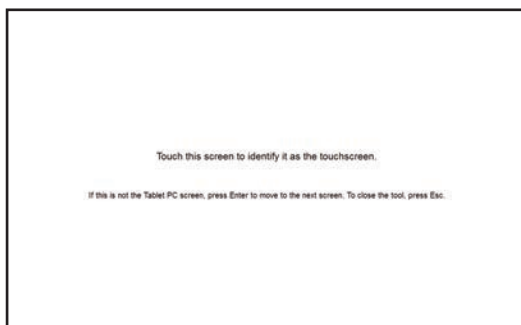 Touch this screen to identify it as the touchscreen.
If this is not the Tablet PC screen, press Enter to move to the next screen. To close the tool, press Esc.